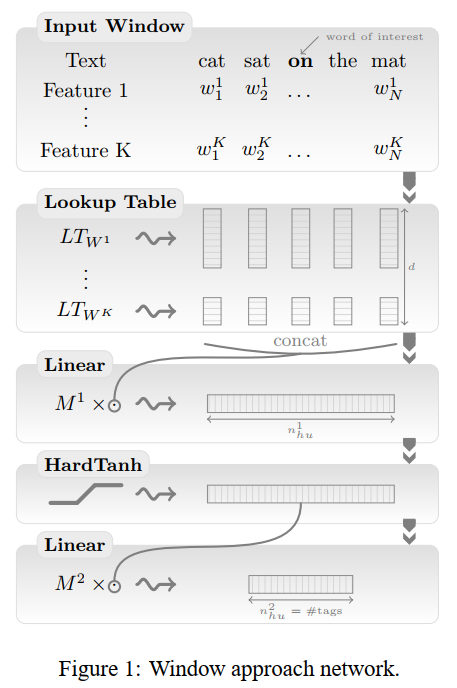 Input Window
word of interest
Text cat sat on the mat
Feature 1 w_1^1 w_2^1 ... w_N^1
⋮
Feature K w_1^K w_2^K ... w_N^K
Lookup Table
LT_{W^1}
d
⋮
LT_{W^K}
concat
Linear
M^1 × ⊙
n_{hu}^1
HardTanh
Linear
M^2 × ⊙
n_{hu}^2 = #tags
Figure 1: Window approach network.